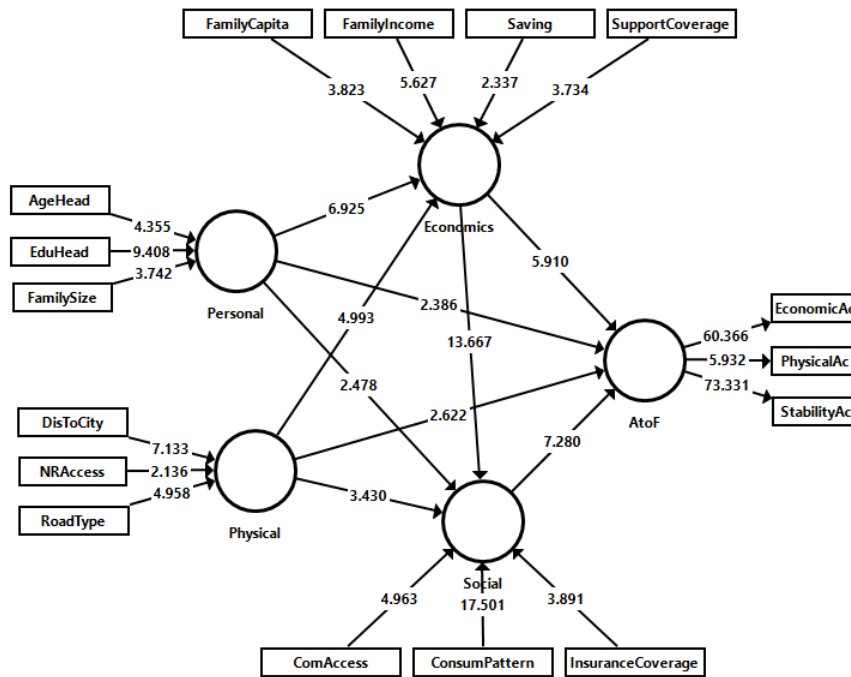 FamilyCapita
FamilyIncome
Saving
SupportCoverage
3.823
5.627
2.337
3.734
AgeHead
EduHead
FamilySize
4.355
9.408
3.742
Personal
6.925
Economics
5.910
4.993
2.386
13.667
2.478
2.622
EconomicAc
PhysicalAc
StabilityAc
60.366
5.932
73.331
AtoF
DisToCity
NRAccess
RoadType
7.133
2.136
4.958
Physical
3.430
7.280
Social
4.963
17.501
3.891
ComAccess
ConsumPattern
InsuranceCoverage